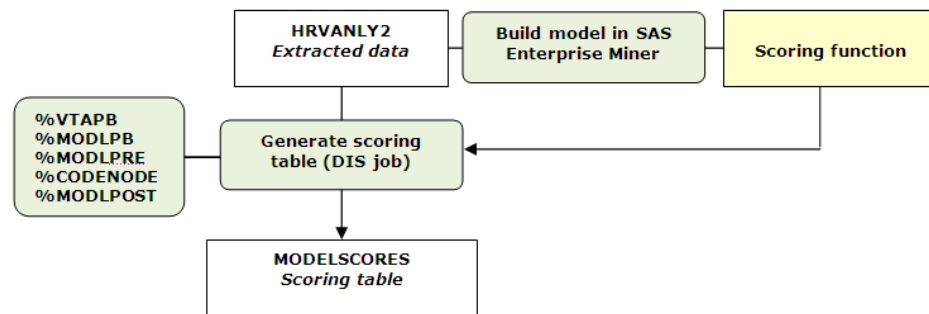 HRVANLY2
Extracted data
Build model in SAS
Enterprise Miner
Scoring function
%VTAPB
%MODLPB
%MODLPRE
%CODENODE
%MODLPOST
Generate scoring
table (DIS job)
MODELSCORES
Scoring table